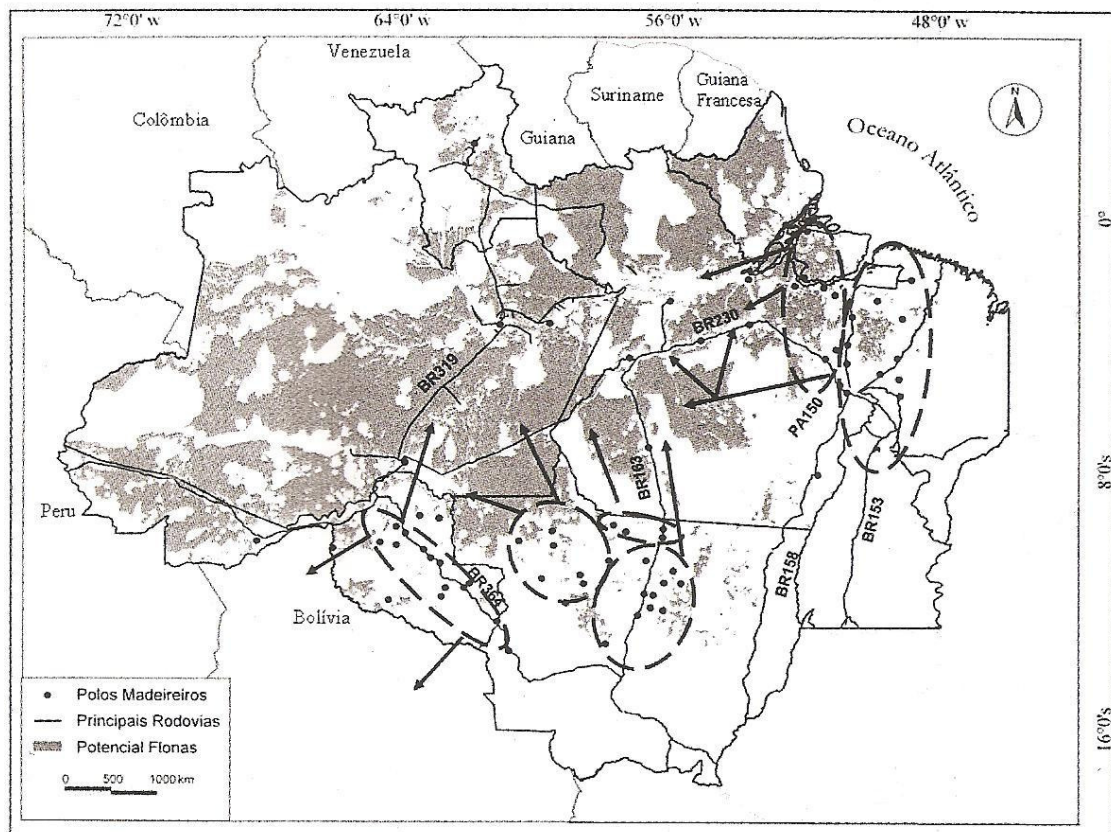 72°0' w
64°0' w
56°0' w
48°0' w
Venezuela
Suriname
Guiana
Francesa
Colômbia
Guiana
N
Oceano Atlântico
0°
BR230
BR319
PA150
BR163
8°0'S
Peru
BR153
BR158
BR364
Bolívia
16°0'S
Polos Madeireiros
Principais Rodovias
Potencial Flonas
0 500 1000 km